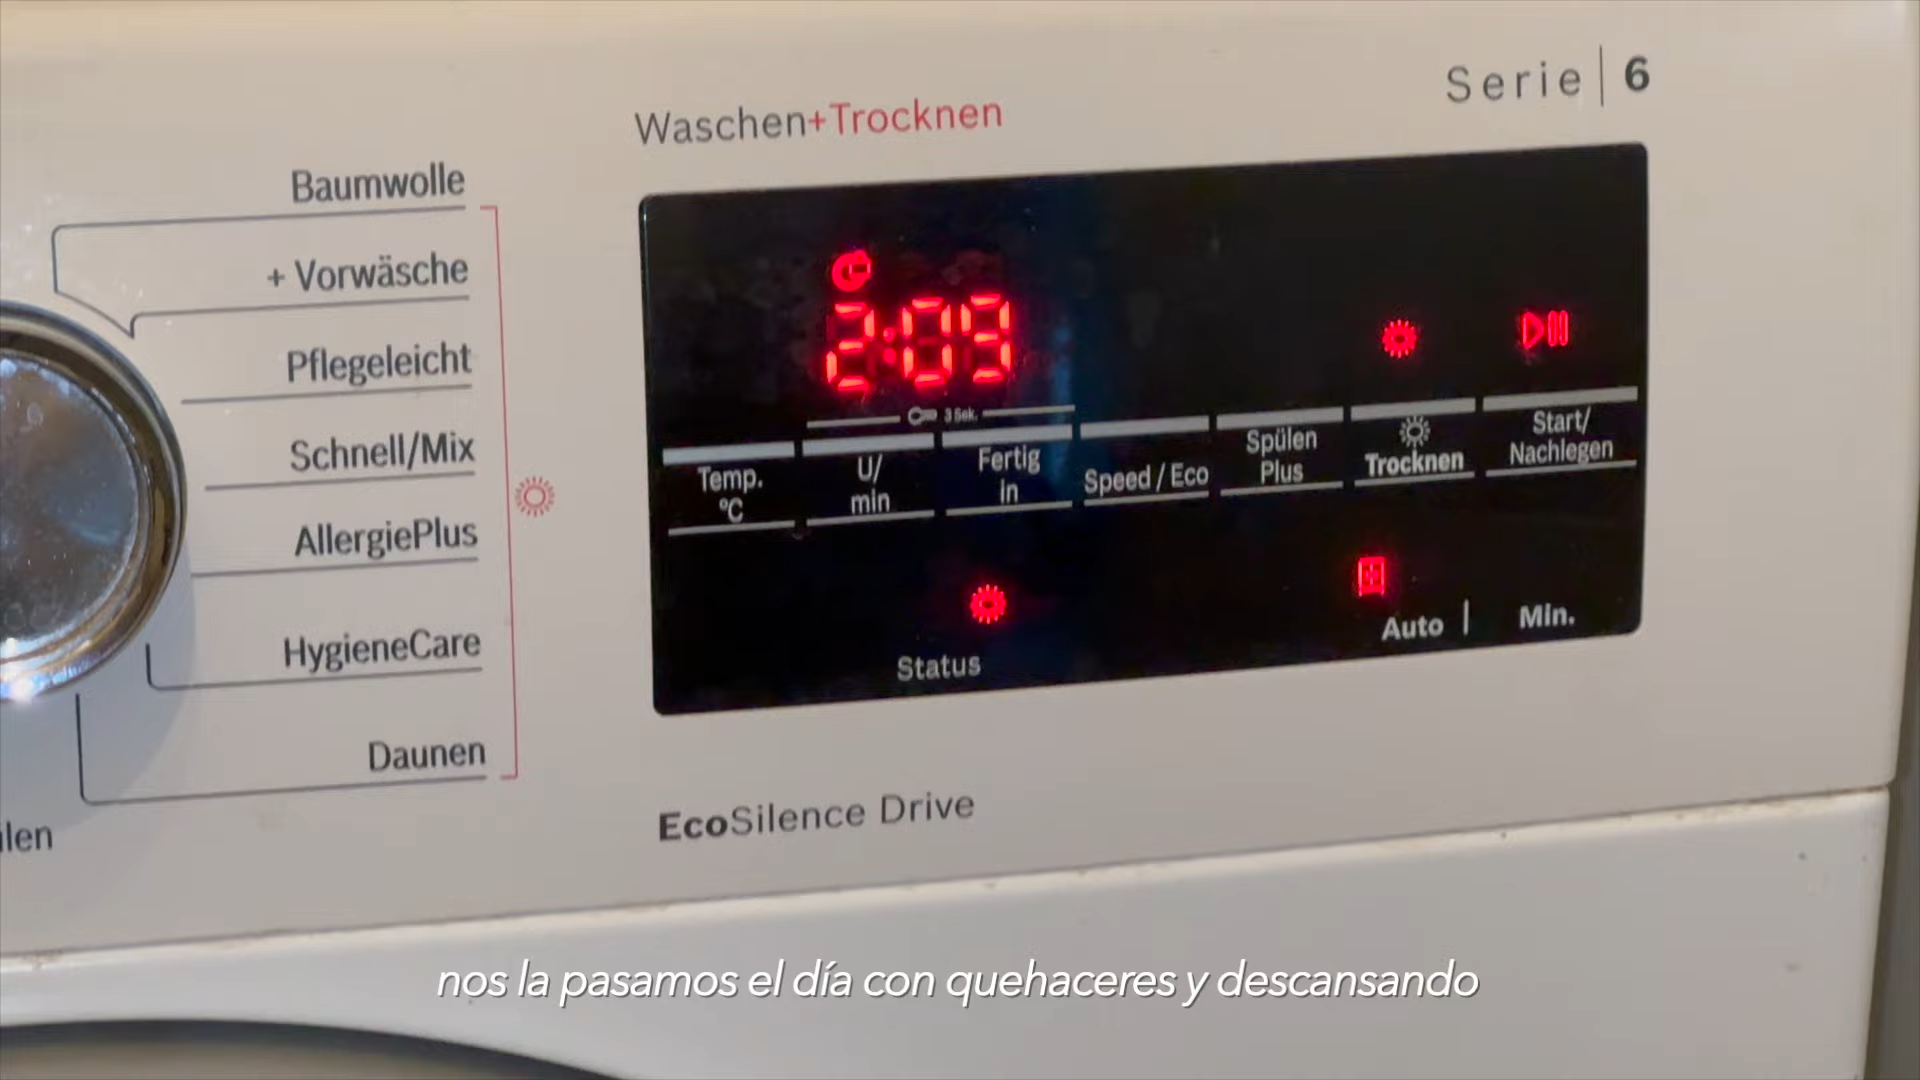 Serie | 6
Waschen+Trocknen
Baumwolle
+ Vorwäsche
Pflegeleicht
Schnell/Mix
AllergiePlus
HygieneCare
Daunen
ülen
2:09
3 Sek.
Temp.
°C
U/
min
Fertig
in
Speed / Eco
Spülen
Plus
Trocknen
Start/
Nachlegen
Status
Auto | Min.
EcoSilence Drive
nos la pasamos el día con quehaceres y descansando